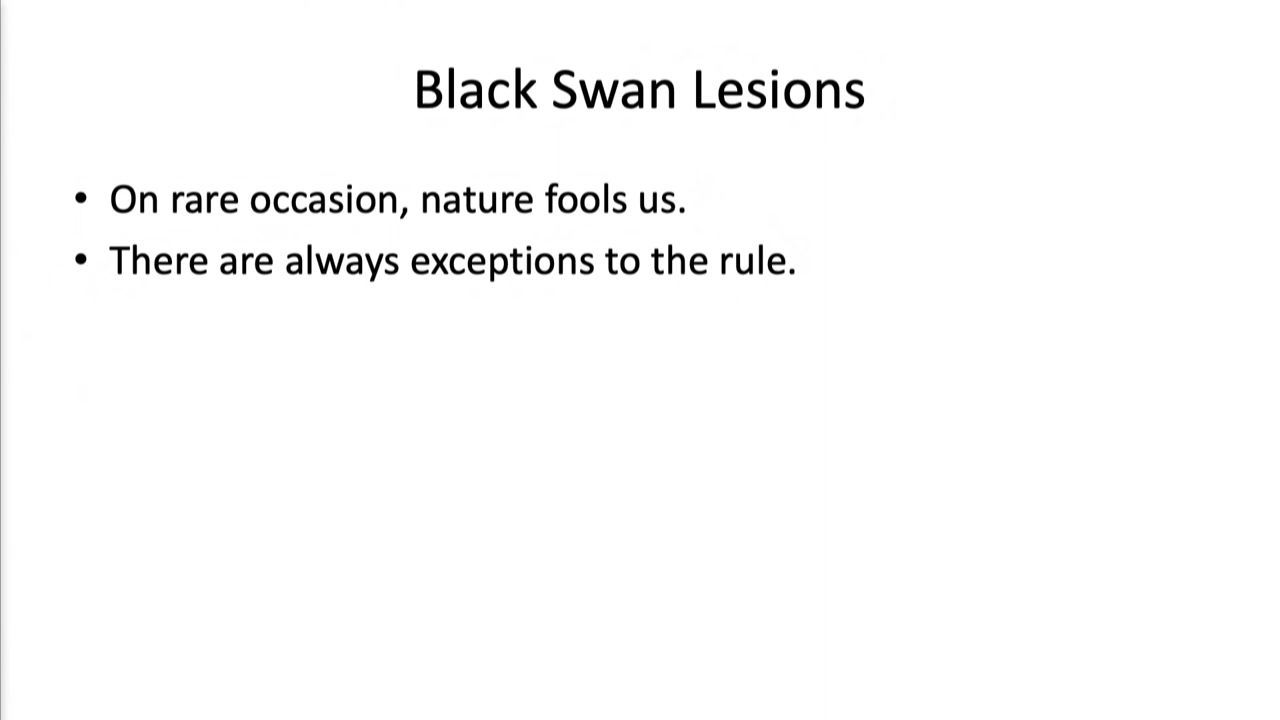 Black Swan Lesions
• On rare occasion, nature fools us.
• There are always exceptions to the rule.